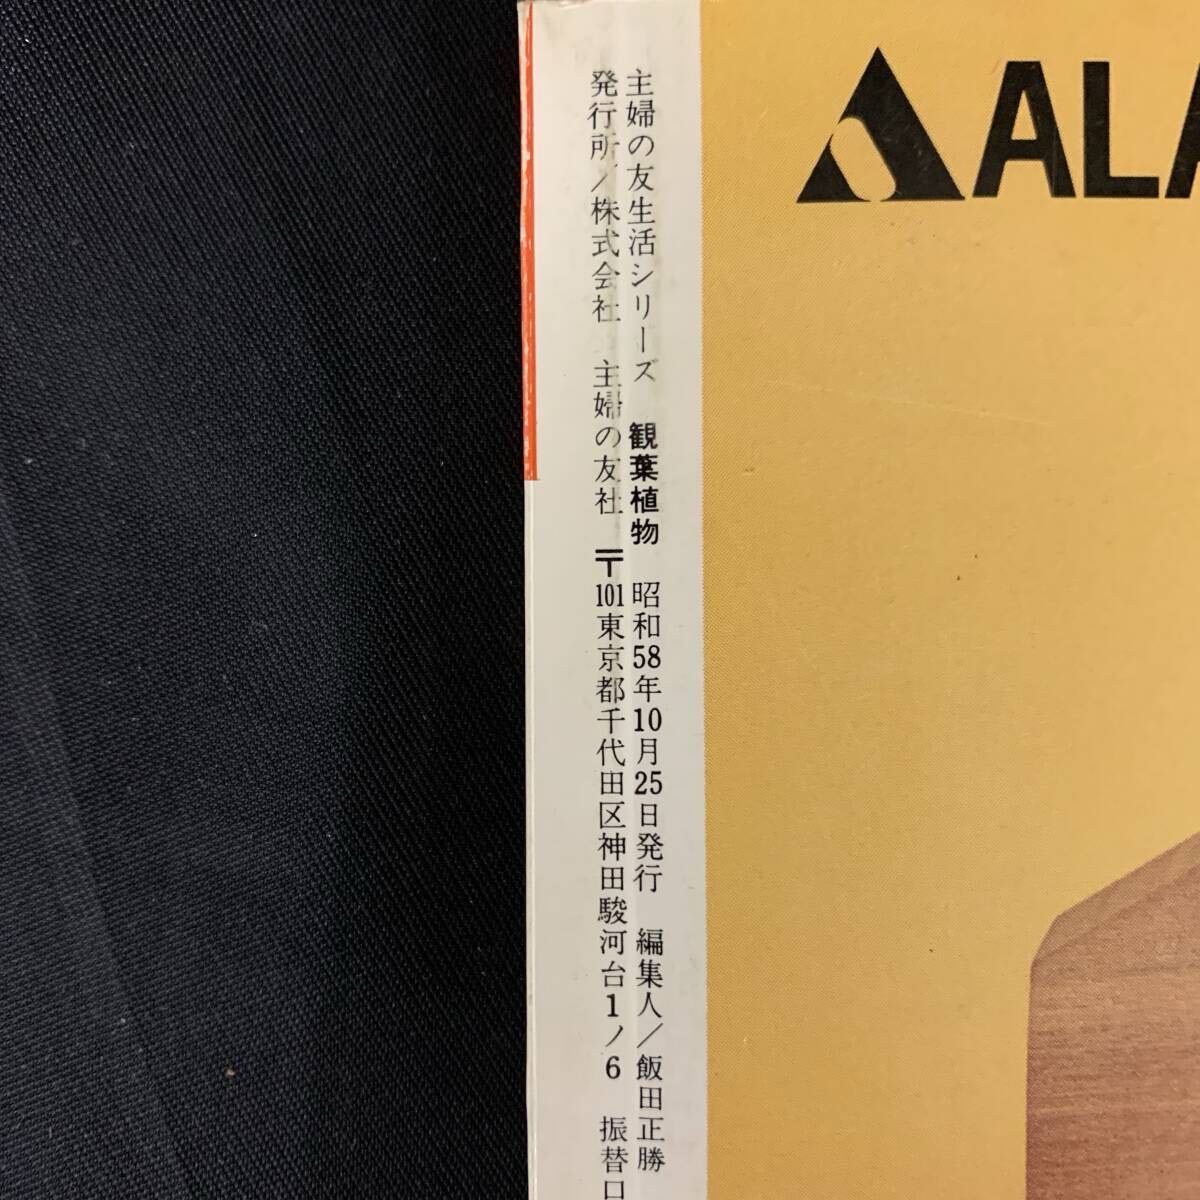 主婦の友生活シリーズ 観葉植物 昭和58年10月25日発行 編集人/飯田正勝
発行所/株式会社 主婦の友社 〒101東京都千代田区神田駿河台1ノ6 振替口
ALA